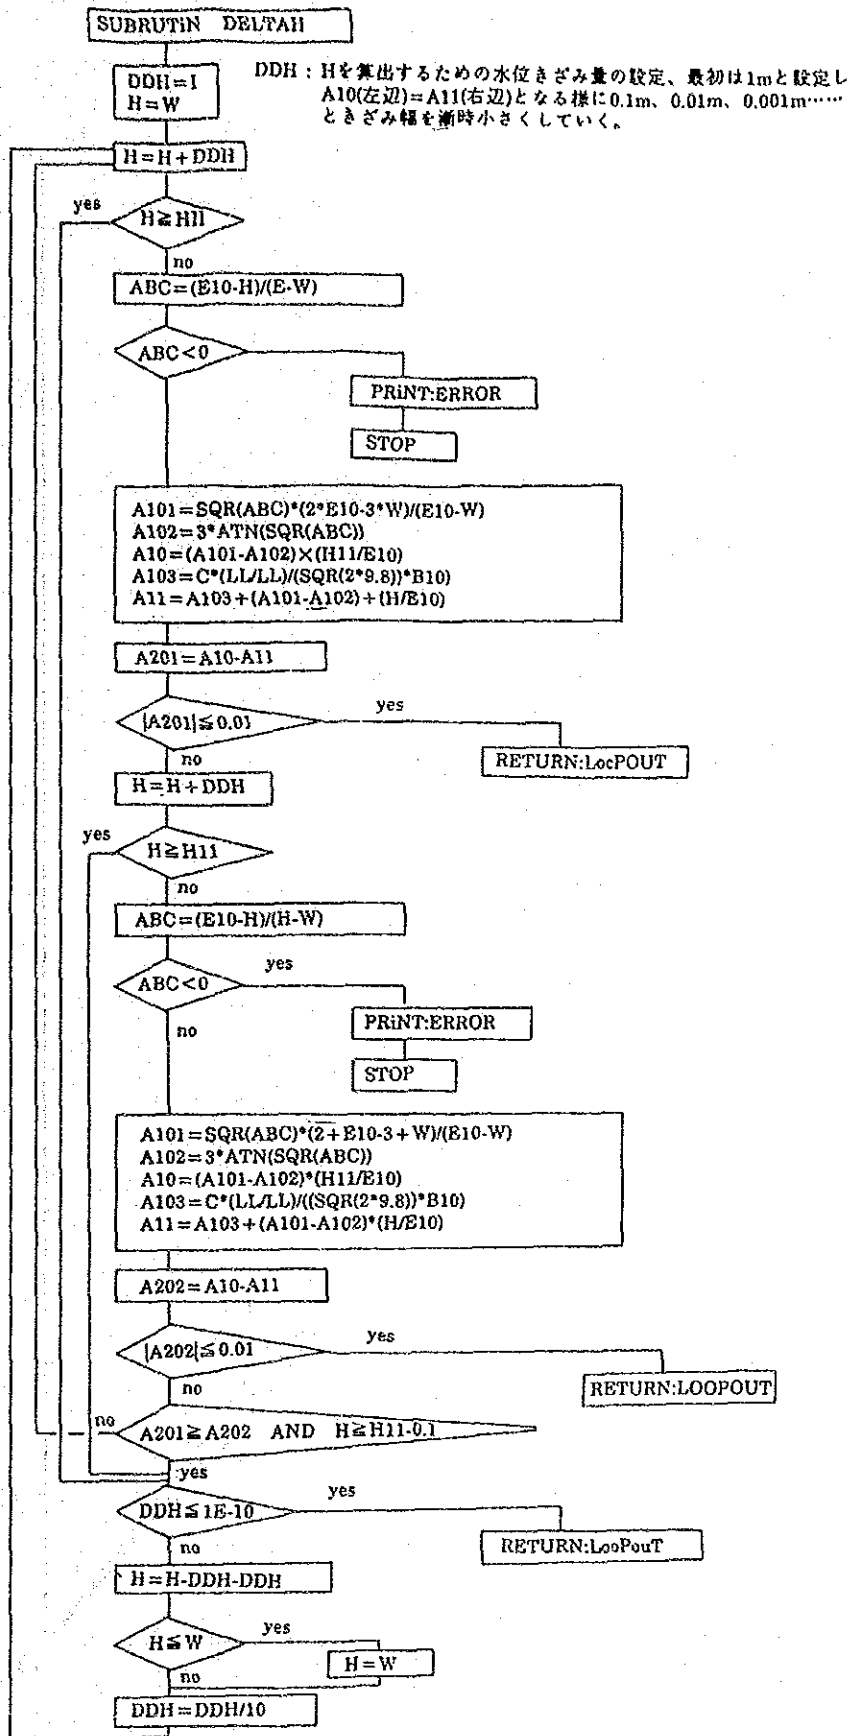 SUBRUTiN DELTAH
DDH=1
H=W
DDH：Hを算出するための水位きざみ量の設定、最初は1mと設定し
A10(左辺)=A11(右辺)となる様に0.1m、0.01m、0.001m……
ときざみ幅を漸時小さくしていく。
H=H+DDH
yes
H≧H11
no
ABC=(E10-H)/(E-W)
ABC<0
PRiNT:ERROR
STOP
A101=SQR(ABC)*(2*E10-3*W)/(E10-W)
A102=3*ATN(SQR(ABC))
A10=(A101-A102)×(H11/E10)
A103=C*(LL/LL)/(SQR(2*9.8))*B10)
A11=A103+(A101-A102)+(H/E10)
A201=A10-A11
|A201|≦0.01
yes
no
RETURN:LocPOUT
H=H+DDH
yes
H≧H11
no
ABC=(E10-H)/(H-W)
yes
ABC<0
no
PRiNT:ERROR
STOP
A101=SQR(ABC)*(2+E10-3+W)/(E10-W)
A102=3*ATN(SQR(ABC))
A10=(A101-A102)*(H11/E10)
A103=C*(LL/LL)/((SQR(2*9.8))*B10)
A11=A103+(A101-A102)*(H/E10)
A202=A10-A11
|A202|≦0.01
yes
no
RETURN:LOOPOUT
no
A201≧A202 AND H≧H11-0.1
yes
yes
DDH≦1E-10
no
RETURN:LooPouT
H=H-DDH-DDH
yes
H≦W
H=W
no
DDH=DDH/10